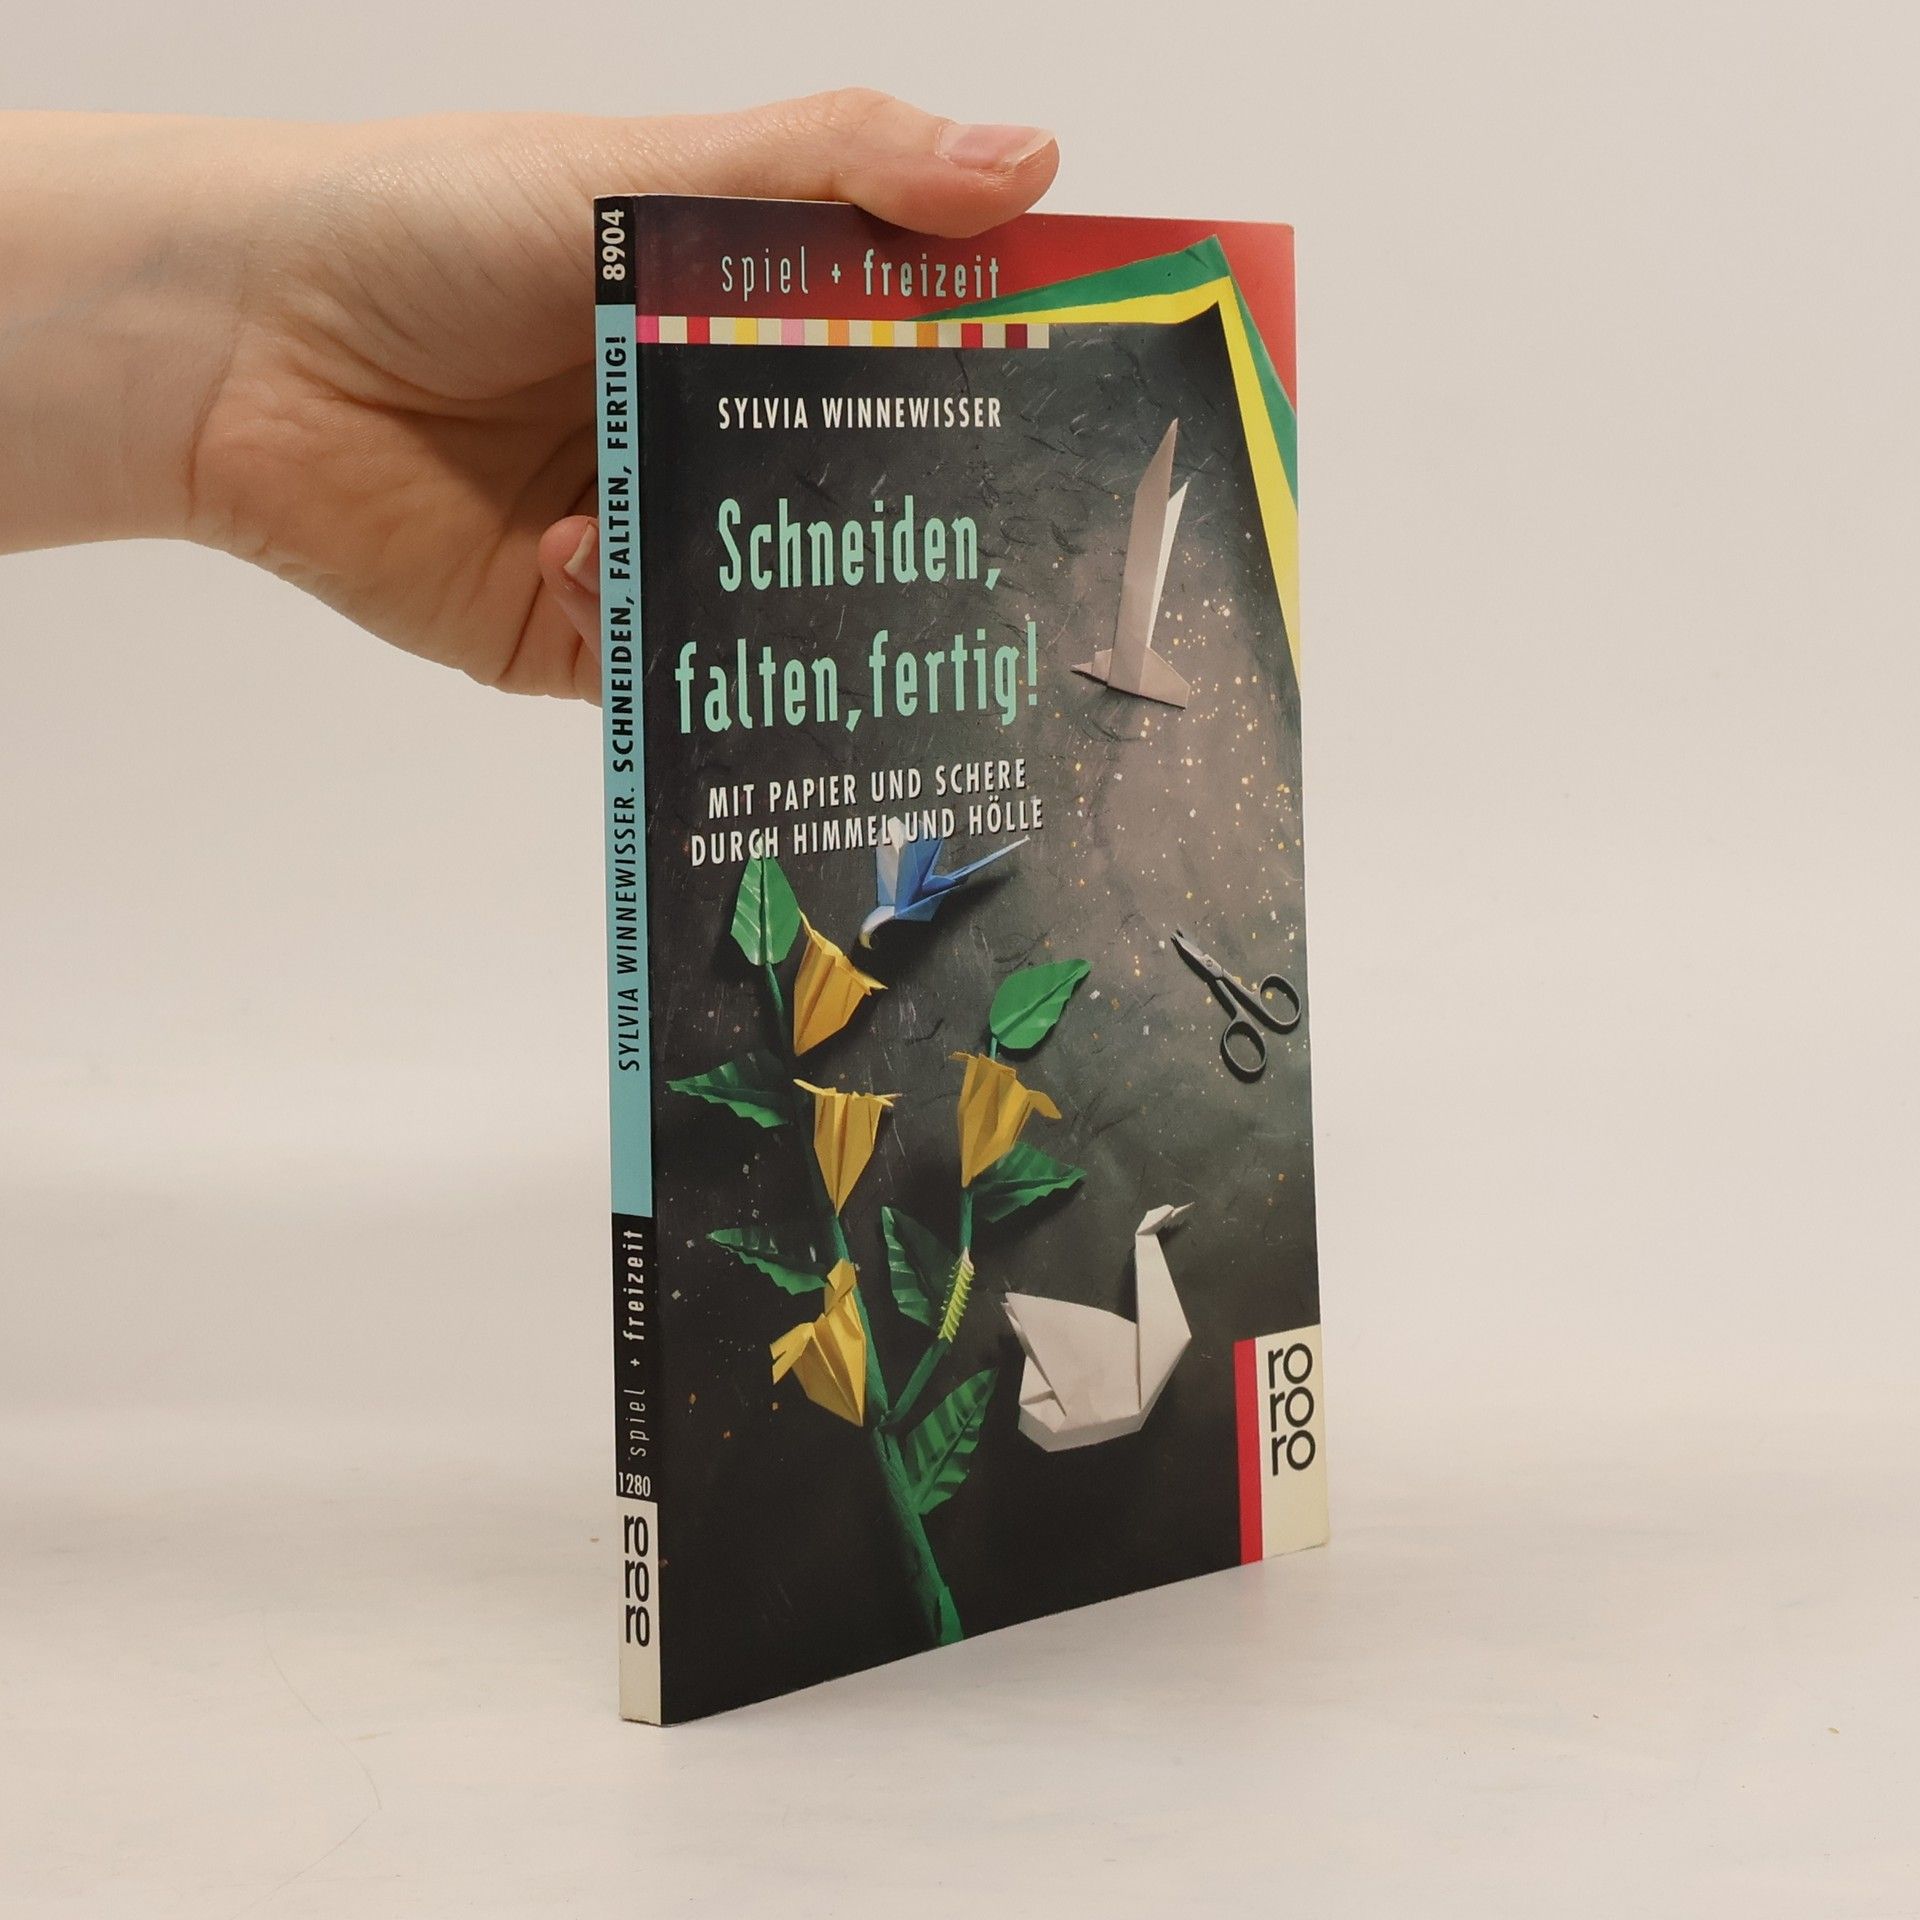 8904
SYLVIA WINNEWISSER. SCHNEIDEN, FALTEN, FERTIG!
spiel + freizeit
1280
ro
ro
ro
spiel + freizeit
SYLVIA WINNEWISSER
Schneiden,
falten, fertig!
MIT PAPIER UND SCHERE
DURCH HIMMEL UND HÖLLE
ro
ro
ro